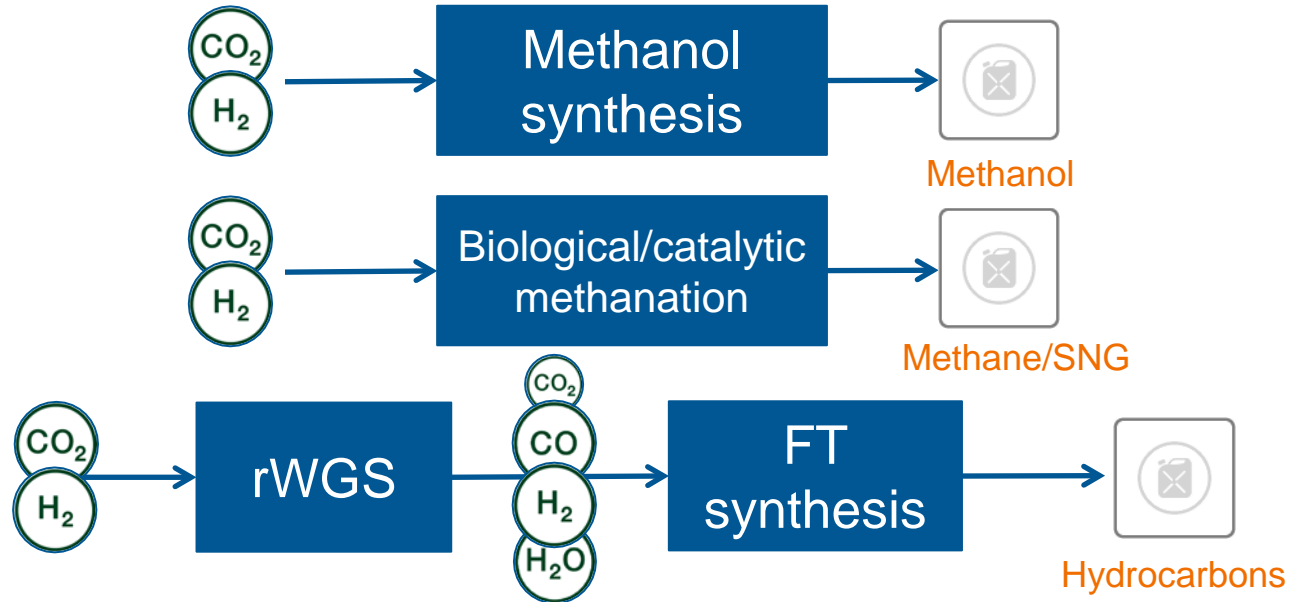 CO₂
H₂
Methanol
synthesis
Methanol
CO₂
H₂
Biological/catalytic
methanation
Methane/SNG
CO₂
H₂
rWGS
CO₂
CO
H₂
H₂O
FT
synthesis
Hydrocarbons